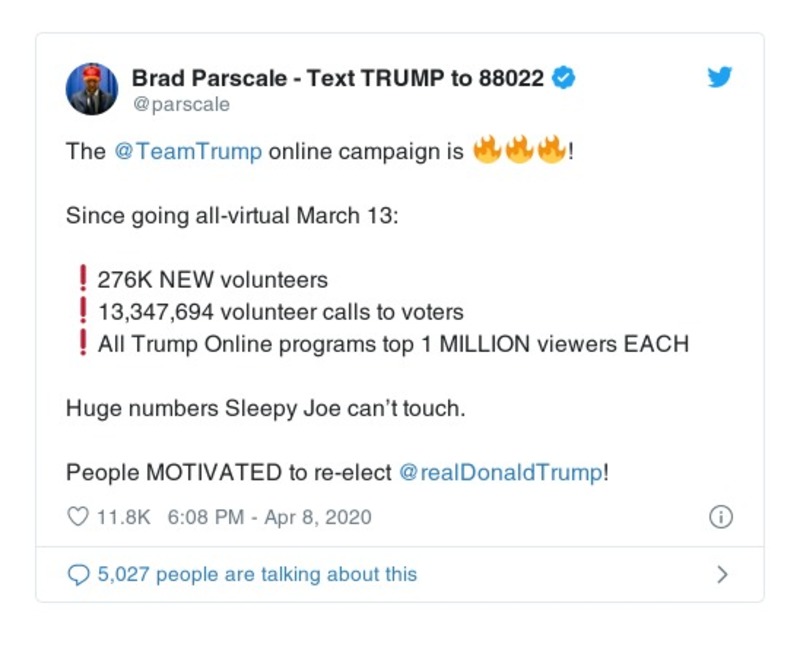 Brad Parscale - Text TRUMP to 88022
@parscale
The @TeamTrump online campaign is 🔥🔥🔥!
Since going all-virtual March 13:
❗276K NEW volunteers
❗13,347,694 volunteer calls to voters
❗All Trump Online programs top 1 MILLION viewers EACH
Huge numbers Sleepy Joe can’t touch.
People MOTIVATED to re-elect @realDonaldTrump!
11.8K 6:08 PM - Apr 8, 2020
5,027 people are talking about this